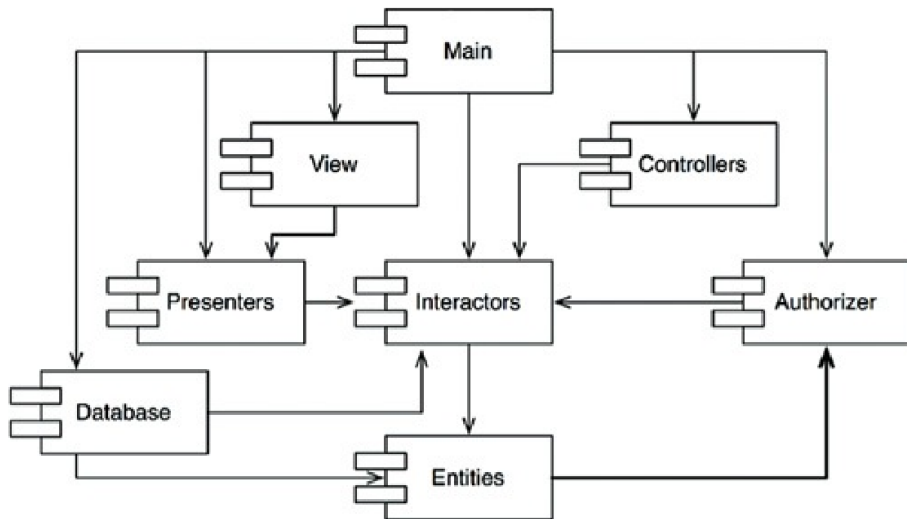 Main
View
Controllers
Presenters
Interactors
Authorizer
Database
Entities